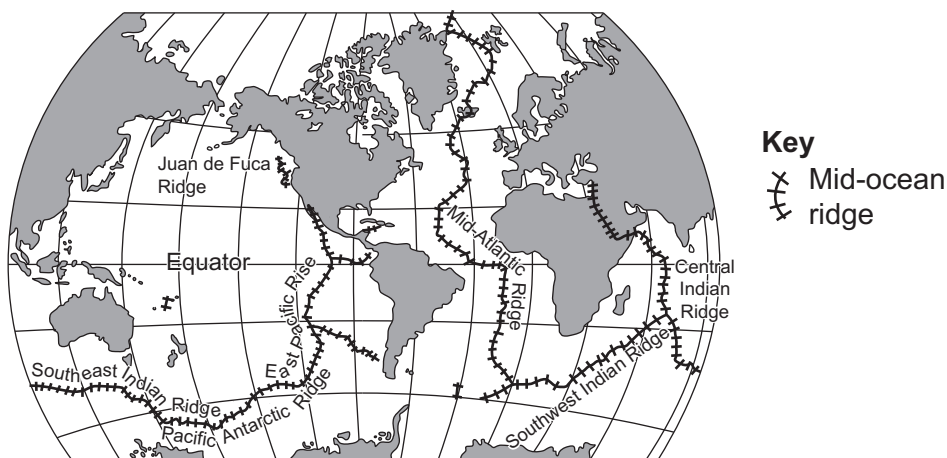 Juan de Fuca
Ridge
Equator
East Pacific Rise
Mid-Atlantic
Ridge
Central
Indian
Ridge
Southeast Indian
Ridge
Pacific Antarctic Ridge
Southwest Indian Ridge
Key
Mid-ocean
ridge